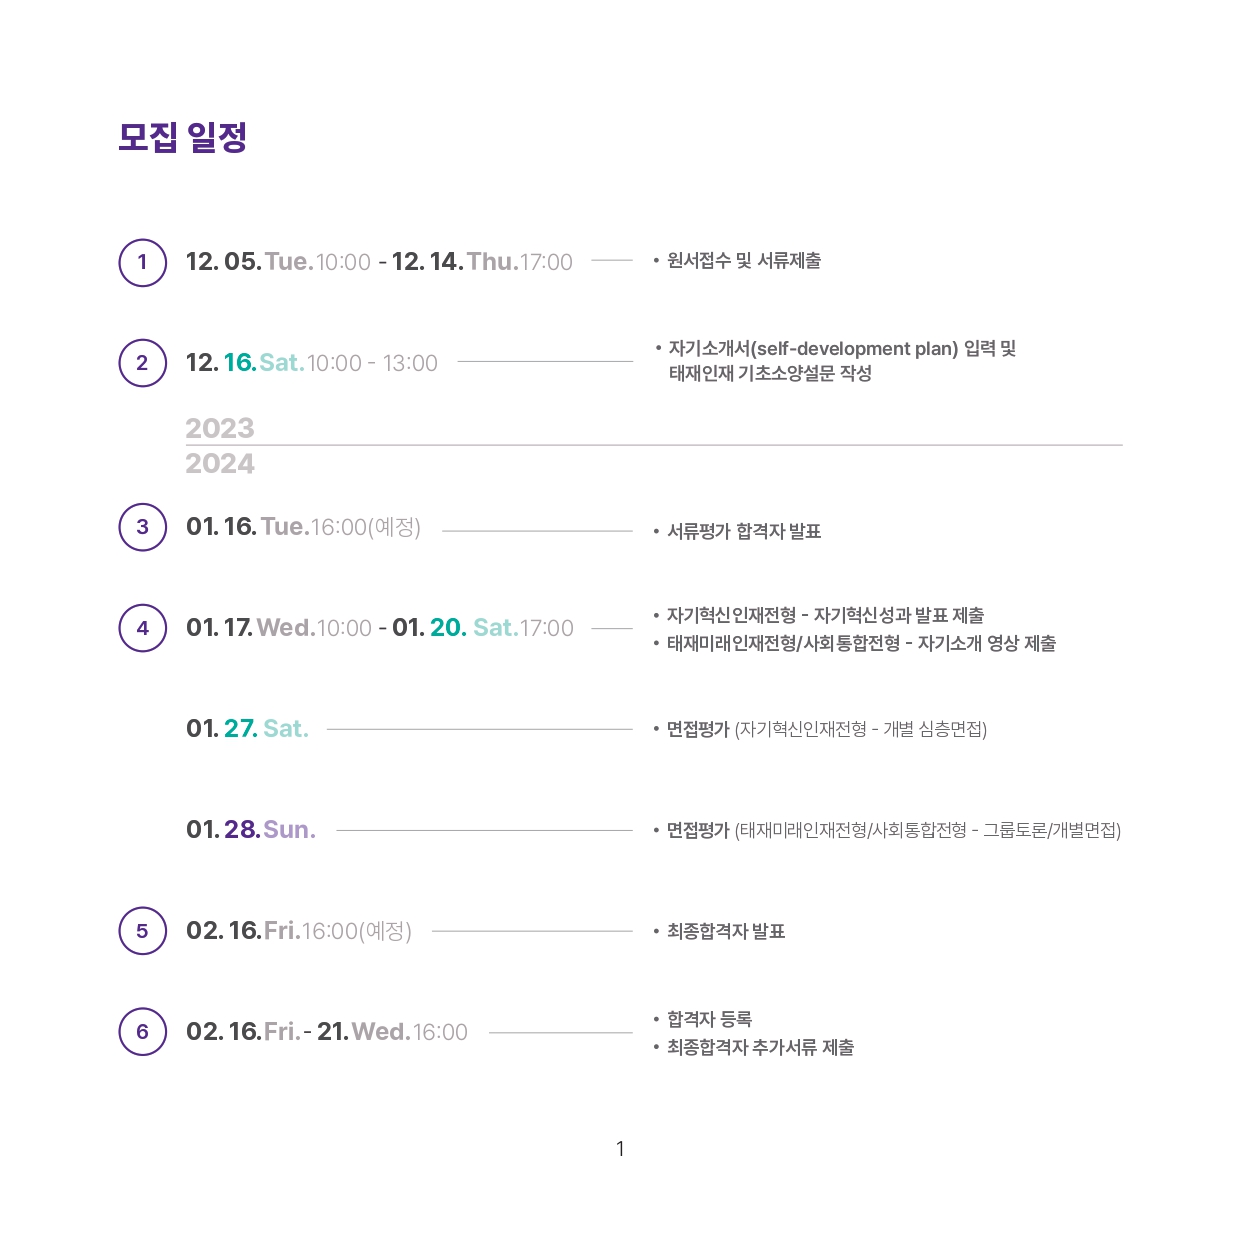 모집 일정
1 12. 05. Tue. 10:00 - 12. 14. Thu. 17:00 • 원서접수 및 서류제출
2 12. 16. Sat. 10:00 - 13:00 • 자기소개서(self-development plan) 입력 및
태재인재 기초소양설문 작성
2023
2024
3 01. 16. Tue. 16:00(예정) • 서류평가 합격자 발표
4 01. 17. Wed. 10:00 - 01. 20. Sat. 17:00 • 자기혁신인재전형 - 자기혁신성과 발표 제출
• 태재미래인재전형/사회통합전형 - 자기소개 영상 제출
01. 27. Sat. • 면접평가 (자기혁신인재전형 - 개별 심층면접)
01. 28. Sun. • 면접평가 (태재미래인재전형/사회통합전형 - 그룹토론/개별면접)
5 02. 16. Fri. 16:00(예정) • 최종합격자 발표
6 02. 16. Fri. - 21. Wed. 16:00 • 합격자 등록
• 최종합격자 추가서류 제출
1